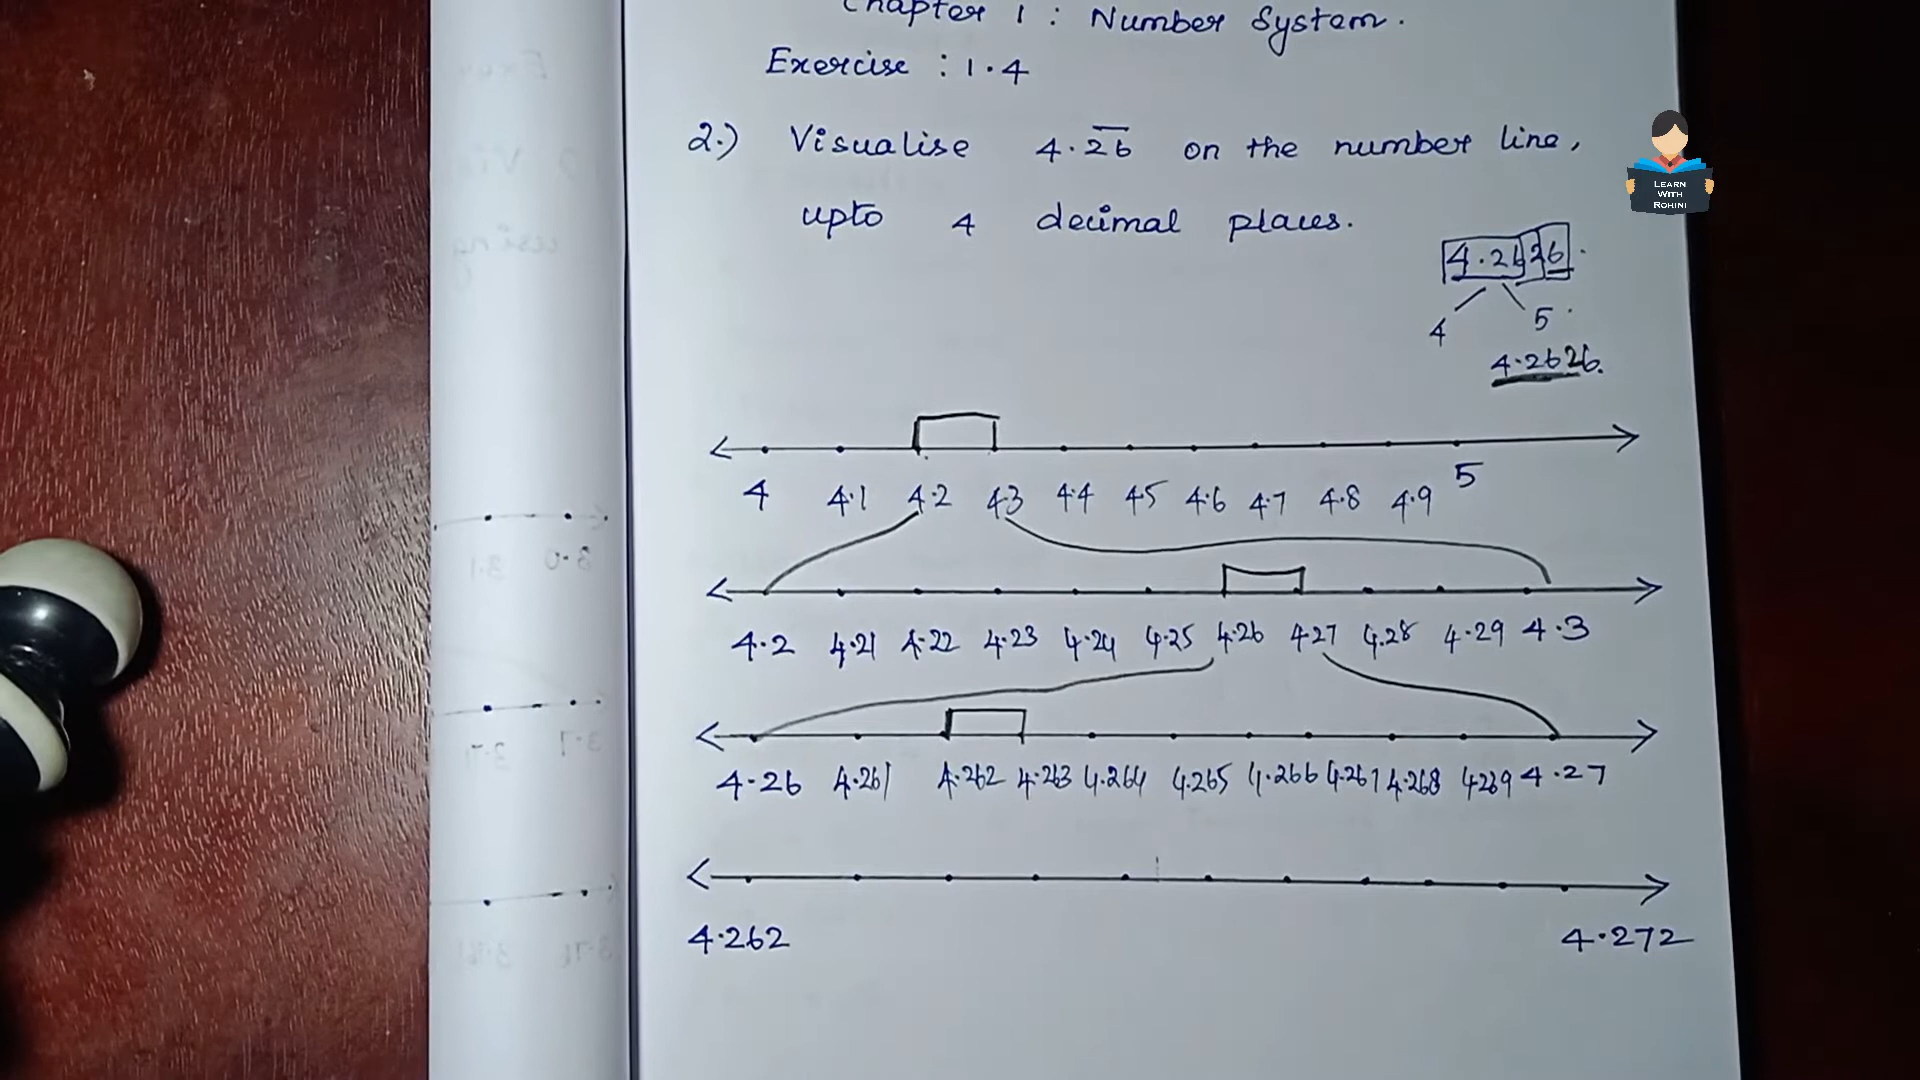 Chapter 1 : Number System.
Exercise : 1.4
2.) Visualise 4.2̅6̅ on the number line,
upto 4 decimal places.
LEARN
WITH
ROHINI
4.2626.
4 5
4.2626.
4 4.1 4.2 4.3 4.4 4.5 4.6 4.7 4.8 4.9 5
4.2 4.21 4.22 4.23 4.24 4.25 4.26 4.27 4.28 4.29 4.3
4.26 4.261 4.262 4.263 4.264 4.265 4.266 4.267 4.268 4.269 4.27
4.262 4.272